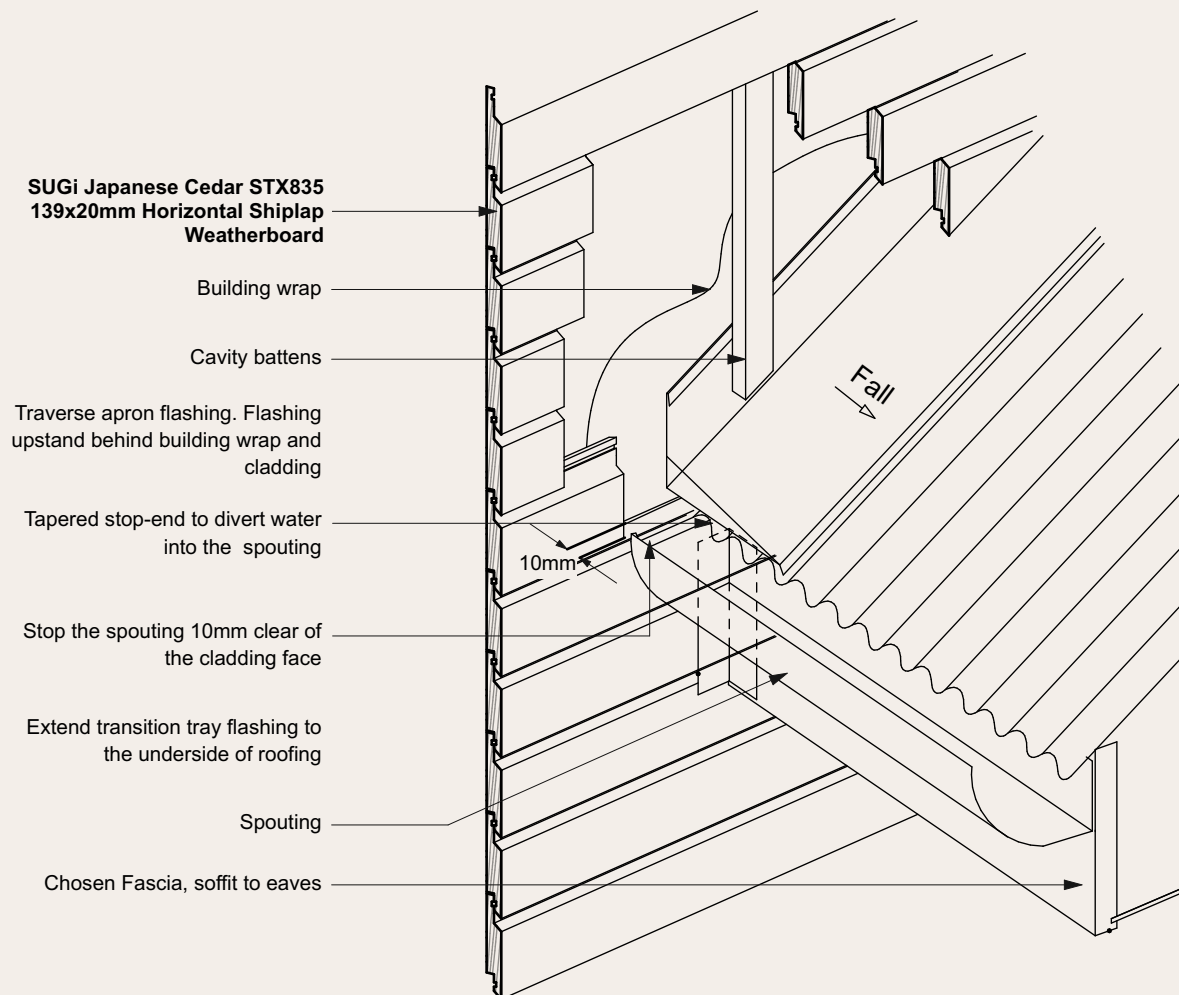 SUGi Japanese Cedar STX835
139x20mm Horizontal Shiplap
Weatherboard
Building wrap
Cavity battens
Fall
Traverse apron flashing. Flashing
upstand behind building wrap and
cladding
Tapered stop-end to divert water
into the spouting
10mm
Stop the spouting 10mm clear of
the cladding face
Extend transition tray flashing to
the underside of roofing
Spouting
Chosen Fascia, soffit to eaves